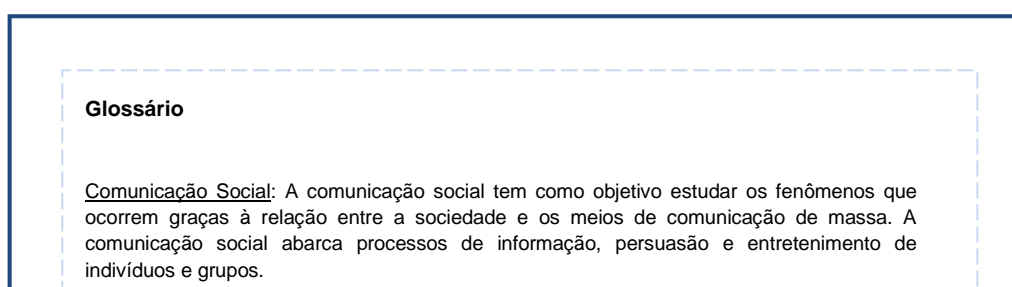 Glossário
Comunicação Social: A comunicação social tem como objetivo estudar os fenômenos que
ocorrem graças à relação entre a sociedade e os meios de comunicação de massa. A
comunicação social abarca processos de informação, persuasão e entretenimento de
indivíduos e grupos.